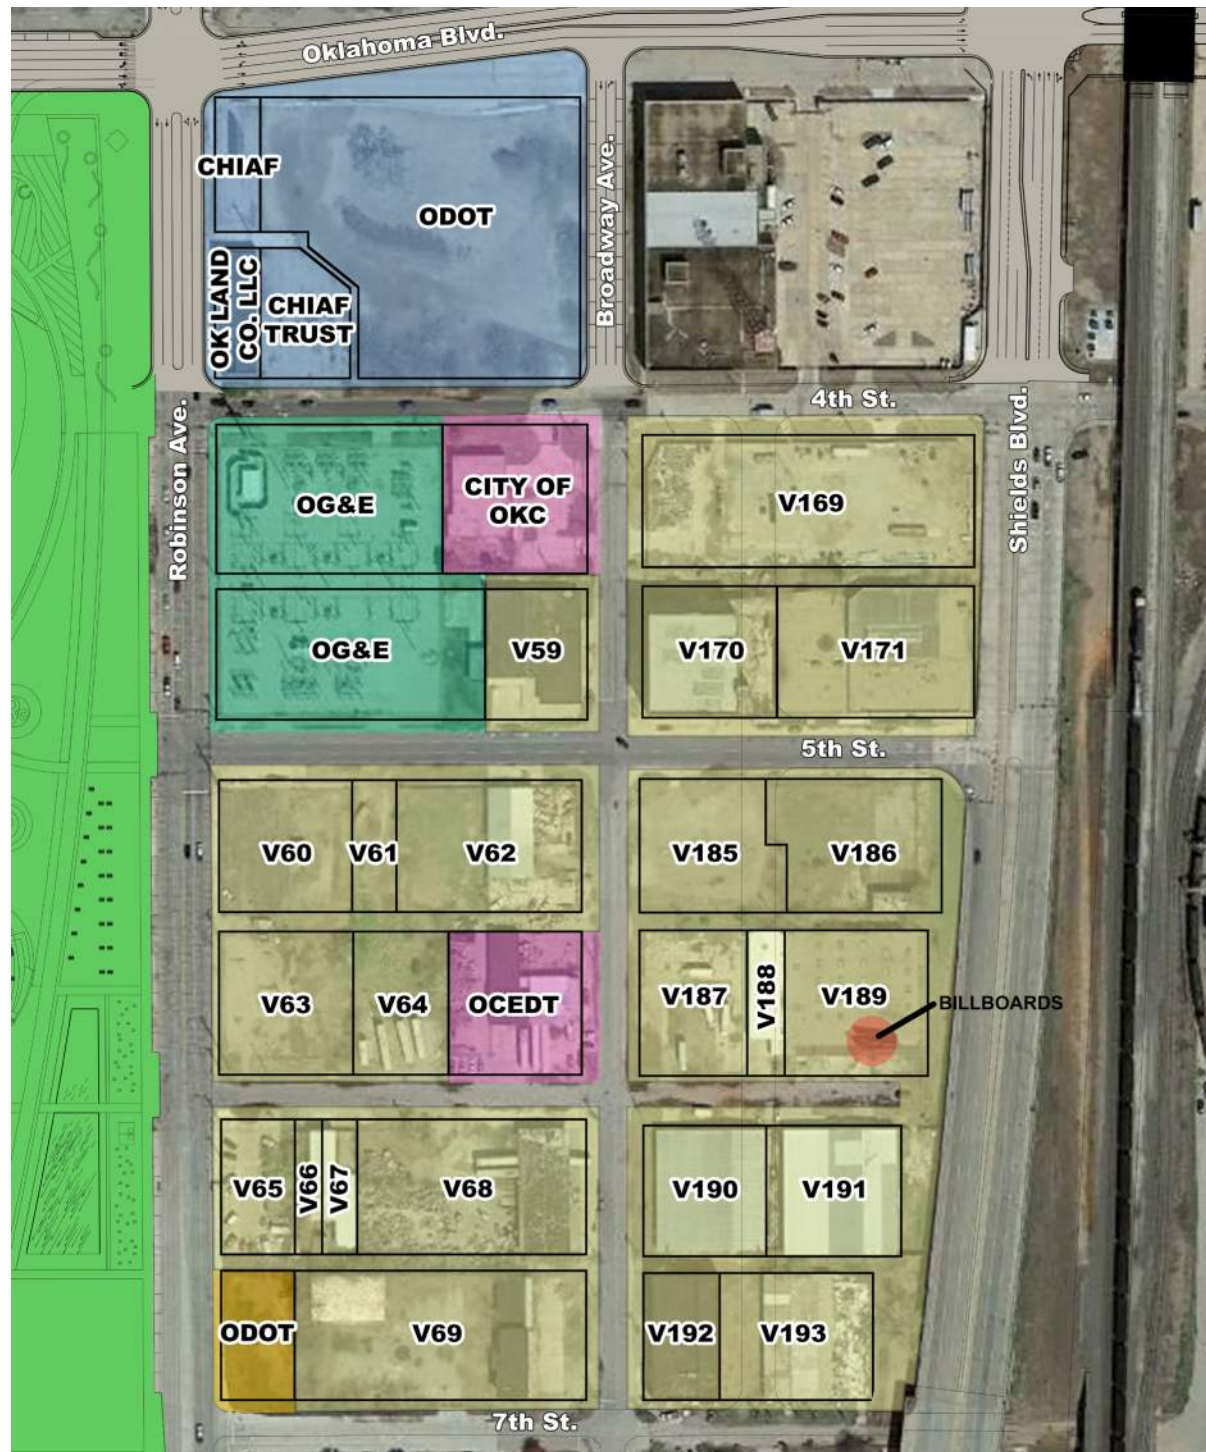 Oklahoma Blvd.
CHIAF
ODOT
Broadway Ave.
OK LAND
CO. LLC
CHIAF
TRUST
4th St.
Robinson Ave.
Shields Blvd.
OG&E
CITY OF
OKC
V169
OG&E
V59
V170
V171
5th St.
V60
V61
V62
V185
V186
V63
V64
OCEDT
V187
V188
V189
BILLBOARDS
V65
V66
V67
V68
V190
V191
ODOT
V69
V192
V193
7th St.